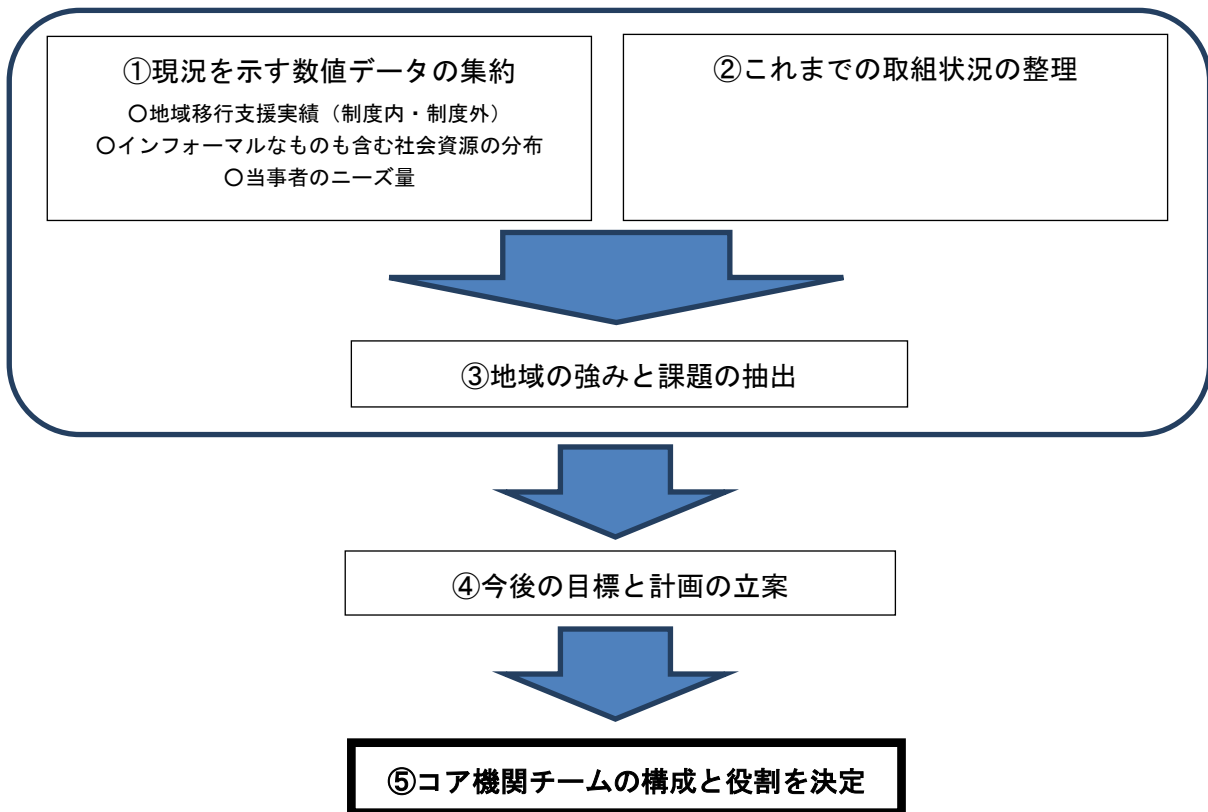 ①現況を示す数値データの集約
〇地域移行支援実績（制度内・制度外）
〇インフォーマルなものも含む社会資源の分布
〇当事者のニーズ量
②これまでの取組状況の整理
③地域の強みと課題の抽出
④今後の目標と計画の立案
⑤コア機関チームの構成と役割を決定